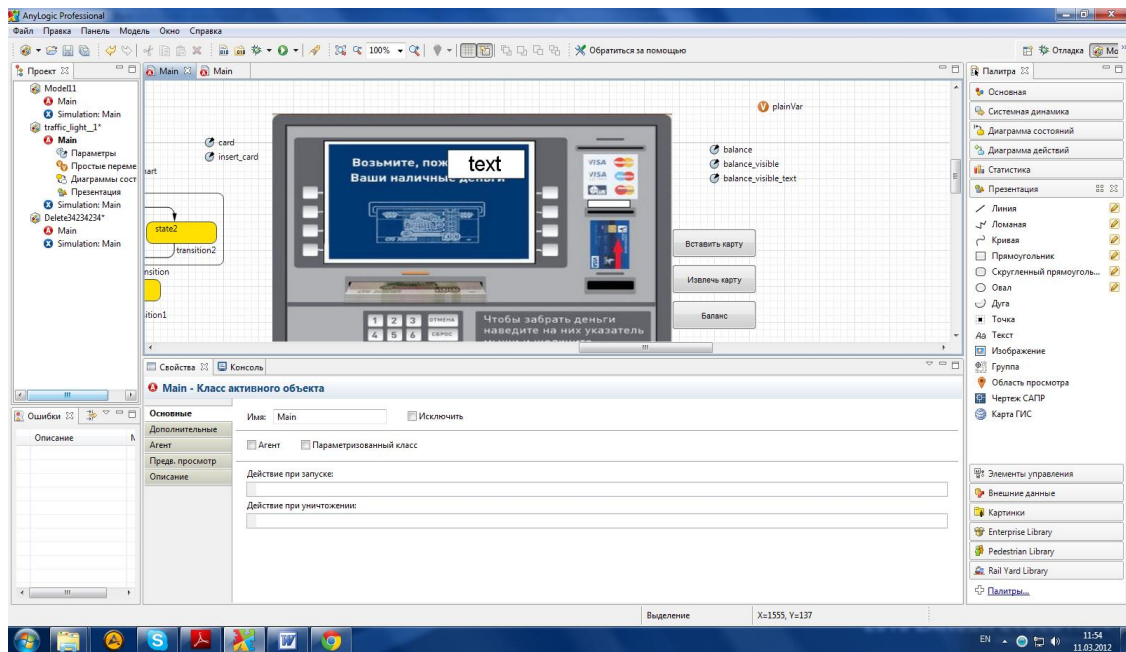 AnyLogic Professional
Файл Правка Панель Модель Окно Справка
100% Обратиться за помощью Отладка Мо
Проект
Model11
Main
Simulation: Main
traffic_light__1*
Main
Параметры
Простые переме
Диаграммы сост
Презентация
Simulation: Main
Delete34234234*
Main
Simulation: Main
Ошибки
Описание
Main Main
card
insert_card
art
state2
transition2
nsition
ition1
Возьмите, пож
text
Ваши наличные деньги
VISA
VISA
1 2 3 ОТМЕНА
4 5 6 СБРОС
Чтобы забрать деньги
наведите на них указатель
plainVar
balance
balance_visible
balance_visible_text
Вставить карту
Извлечь карту
Баланс
Свойства Консоль
Main - Класс активного объекта
Основные
Дополнительные
Агент
Предв. просмотр
Описание
Имя: Main Исключить
Агент Параметризованный класс
Действие при запуске:
Действие при уничтожении:
Палитра
Основная
Системная динамика
Диаграмма состояний
Диаграмма действий
Статистика
Презентация
Линия
Ломаная
Кривая
Прямоугольник
Скругленный прямоуголь...
Овал
Дуга
Точка
Aa Текст
Изображение
Группа
Область просмотра
Чертеж САПР
Карта ГИС
Элементы управления
Внешние данные
Картинки
Enterprise Library
Pedestrian Library
Rail Yard Library
Палитры...
Выделение X=1555, Y=137
EN 11:54
11.03.2012